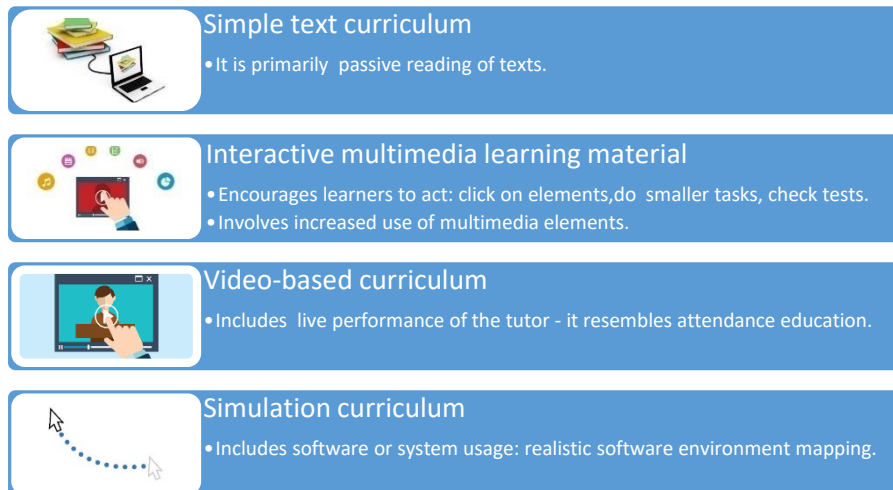 Simple text curriculum
•It is primarily passive reading of texts.
Interactive multimedia learning material
•Encourages learners to act: click on elements,do smaller tasks, check tests.
•Involves increased use of multimedia elements.
Video-based curriculum
•Includes live performance of the tutor - it resembles attendance education.
Simulation curriculum
•Includes software or system usage: realistic software environment mapping.